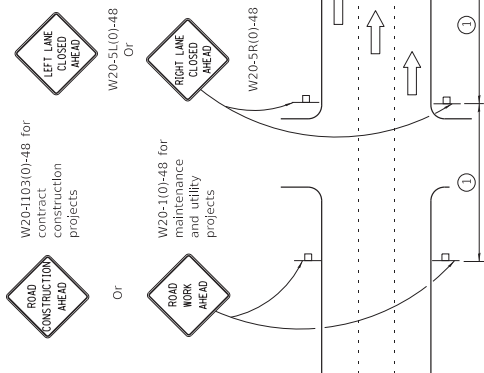 LEFT LANE
CLOSED
AHEAD
W20-5L(0)-48
Or
RIGHT LANE
CLOSED
AHEAD
W20-5R(0)-48
1
W20-I103(0)-48 for
contract
construction
projects
W20-1(0)-48 for
maintenance
and utility
projects
1
ROAD
CONSTRUCTION
AHEAD
Or
ROAD
WORK
AHEAD